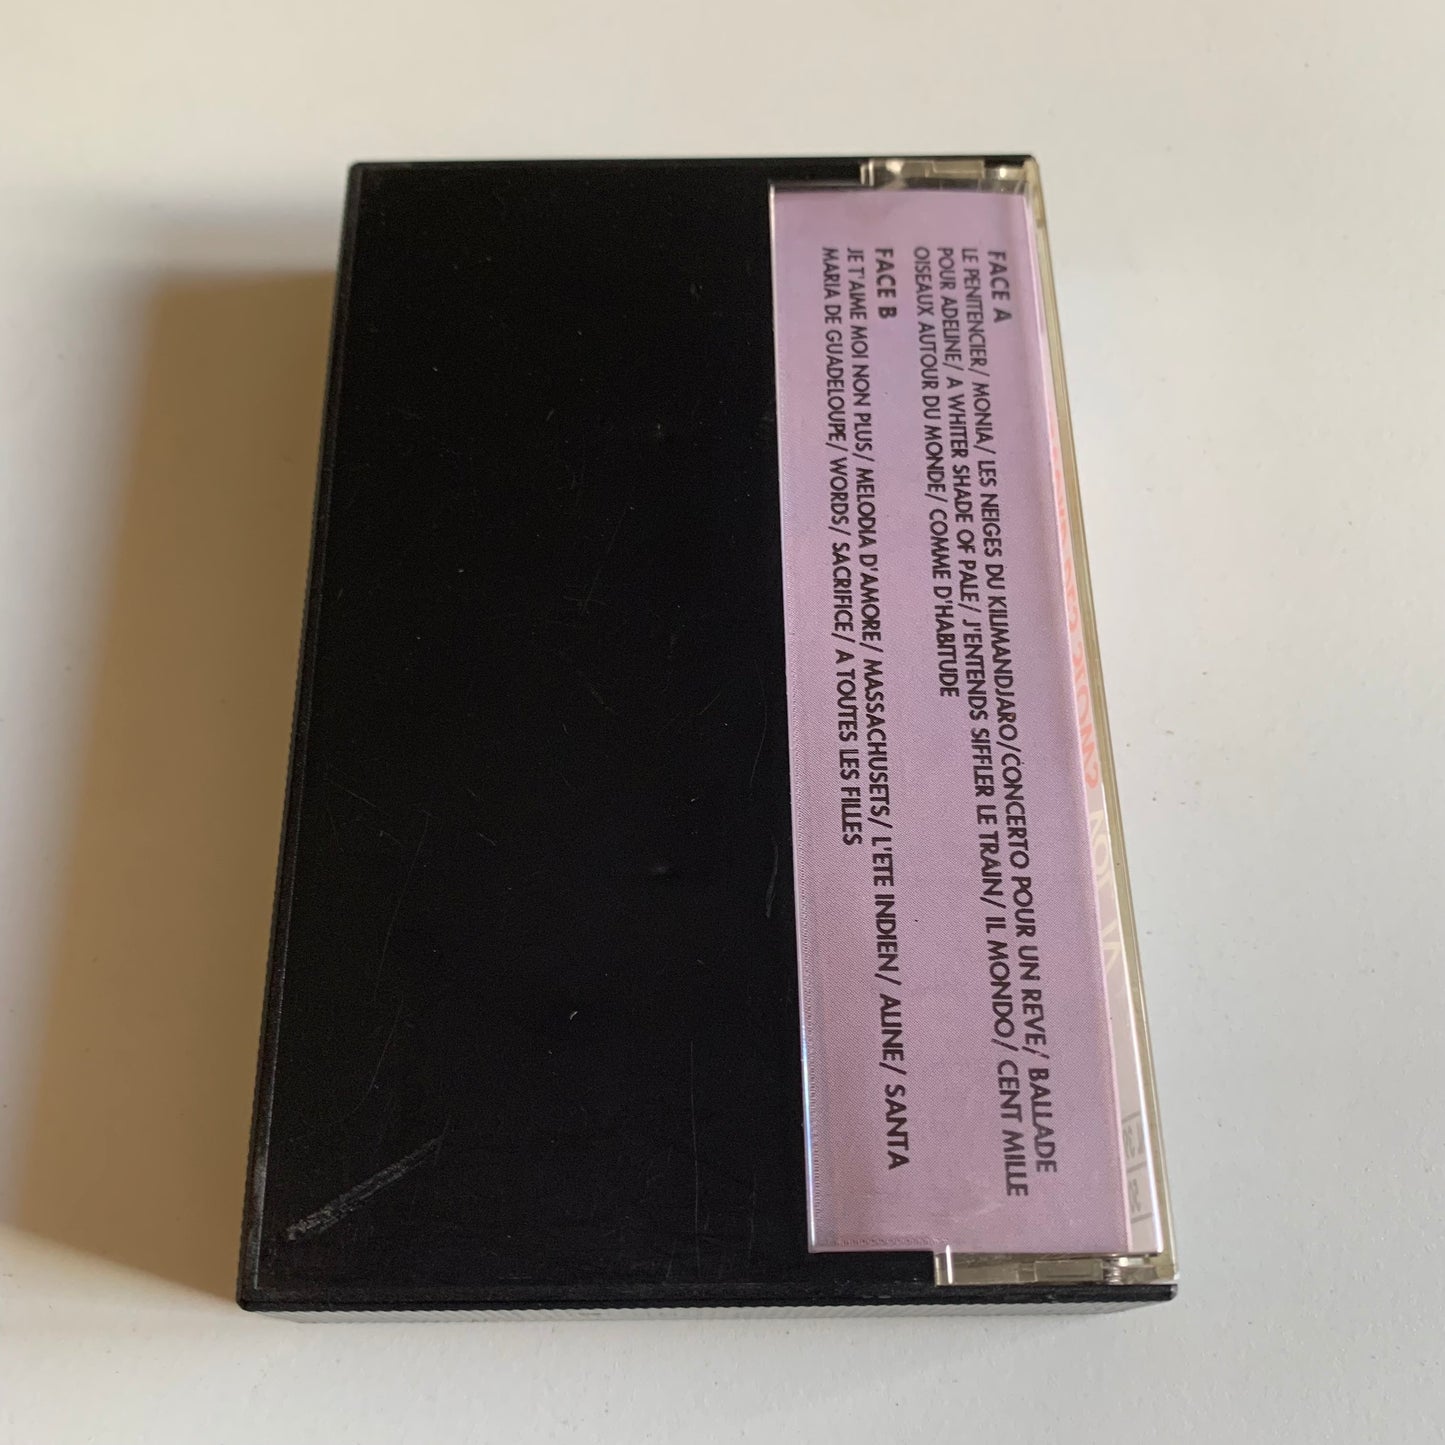 FACE A
LE PENITENCIER/ MONIA/ LES NEIGES DU KILIMANDJARO/CONCERTO POUR UN REVE/ BALLADE
POUR ADELINE/ A WHITER SHADE OF PALE/ J'ENTENDS SIFFLER LE TRAIN/ IL MONDO/ CENT MILLE
OISEAUX AUTOUR DU MONDE/ COMME D'HABITUDE
FACE B
JE T'AIME MOI NON PLUS/ MELODIA D'AMORE/ MASSACHUSETS/ L'ETE INDIEN/ ALINE/ SANTA
MARIA DE GUADELOUPE/ WORDS/ SACRIFICE/ A TOUTES LES FILLES